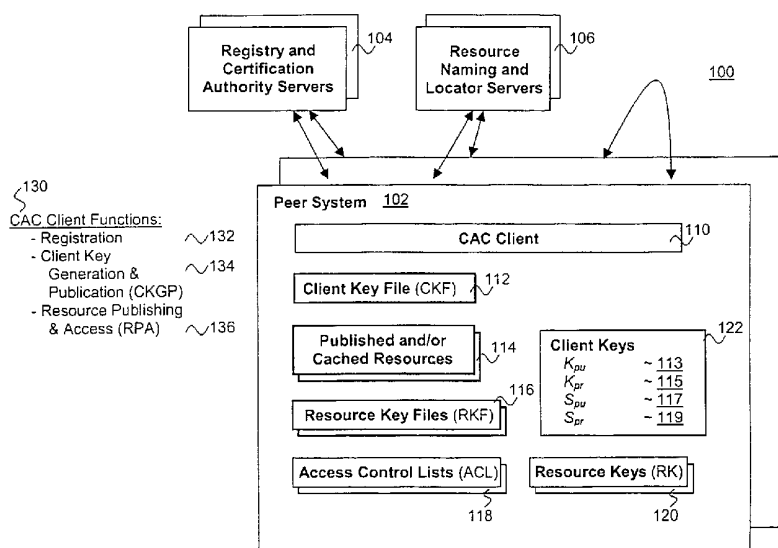 Registry and
Certification
Authority Servers
104
Resource
Naming and
Locator Servers
106
100
Peer System 102
CAC Client
110
Client Key File (CKF)
112
Published and/or
Cached Resources
114
Resource Key Files (RKF)
116
Access Control Lists (ACL)
118
122
Client Keys
Kpu ~ 113
Kpr ~ 115
Spu ~ 117
Spr ~ 119
Resource Keys (RK)
120
130
CAC Client Functions:
- Registration 132
- Client Key
Generation & 134
Publication (CKGP)
- Resource Publishing
& Access (RPA) 136